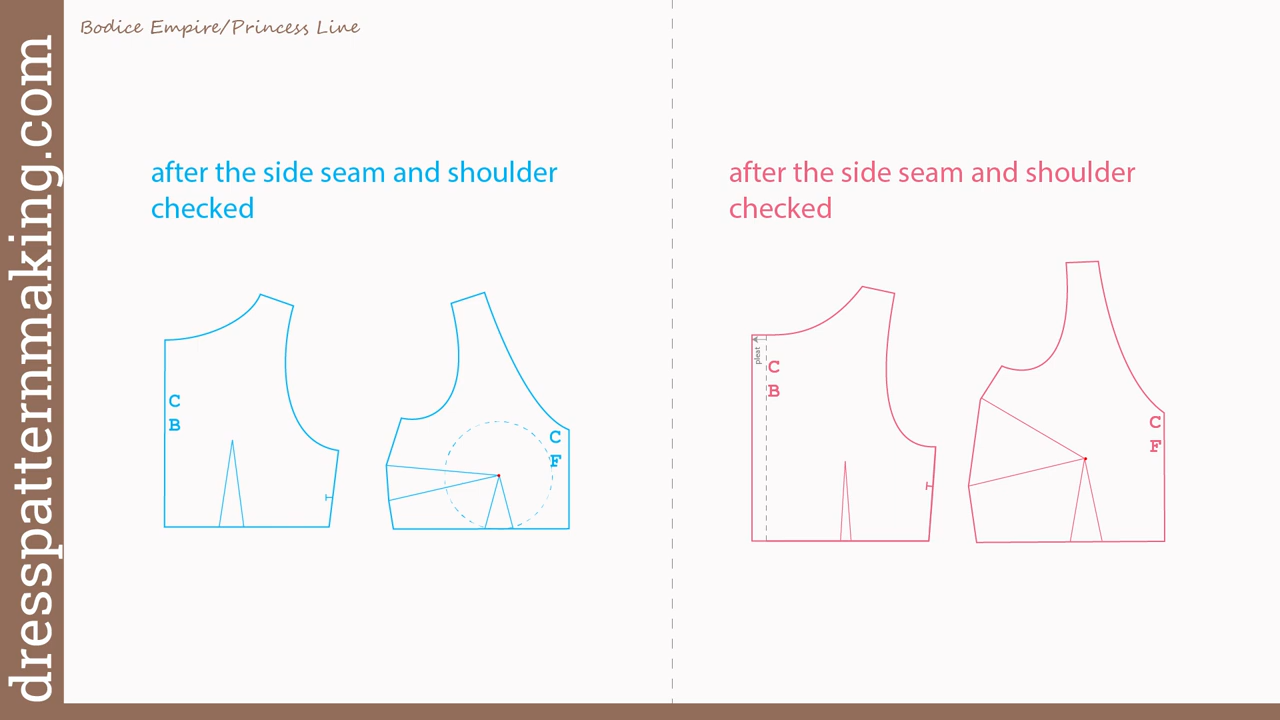 dresspatternmaking.com
Bodice Empire/Princess Line
after the side seam and shoulder
checked
C
B
C
F
after the side seam and shoulder
checked
pleat
C
B
C
F